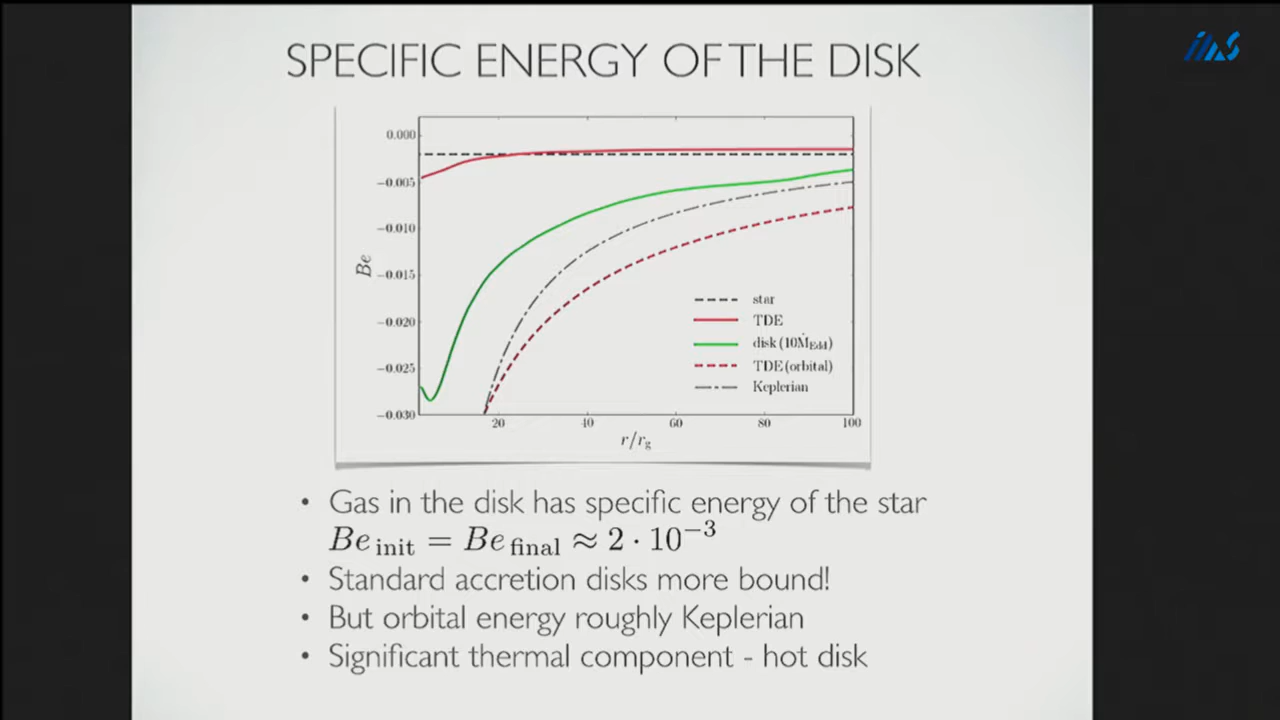 SPECIFIC ENERGY OF THE DISK
IIAS
0.000
−0.005
−0.010
−0.015
−0.020
−0.025
−0.030
Be
20
40
60
80
100
r/r_g
star
TDE
disk (10Ṁ_Edd)
TDE (orbital)
Keplerian
• Gas in the disk has specific energy of the star
Be_init = Be_final ≈ 2 · 10^−3
• Standard accretion disks more bound!
• But orbital energy roughly Keplerian
• Significant thermal component - hot disk